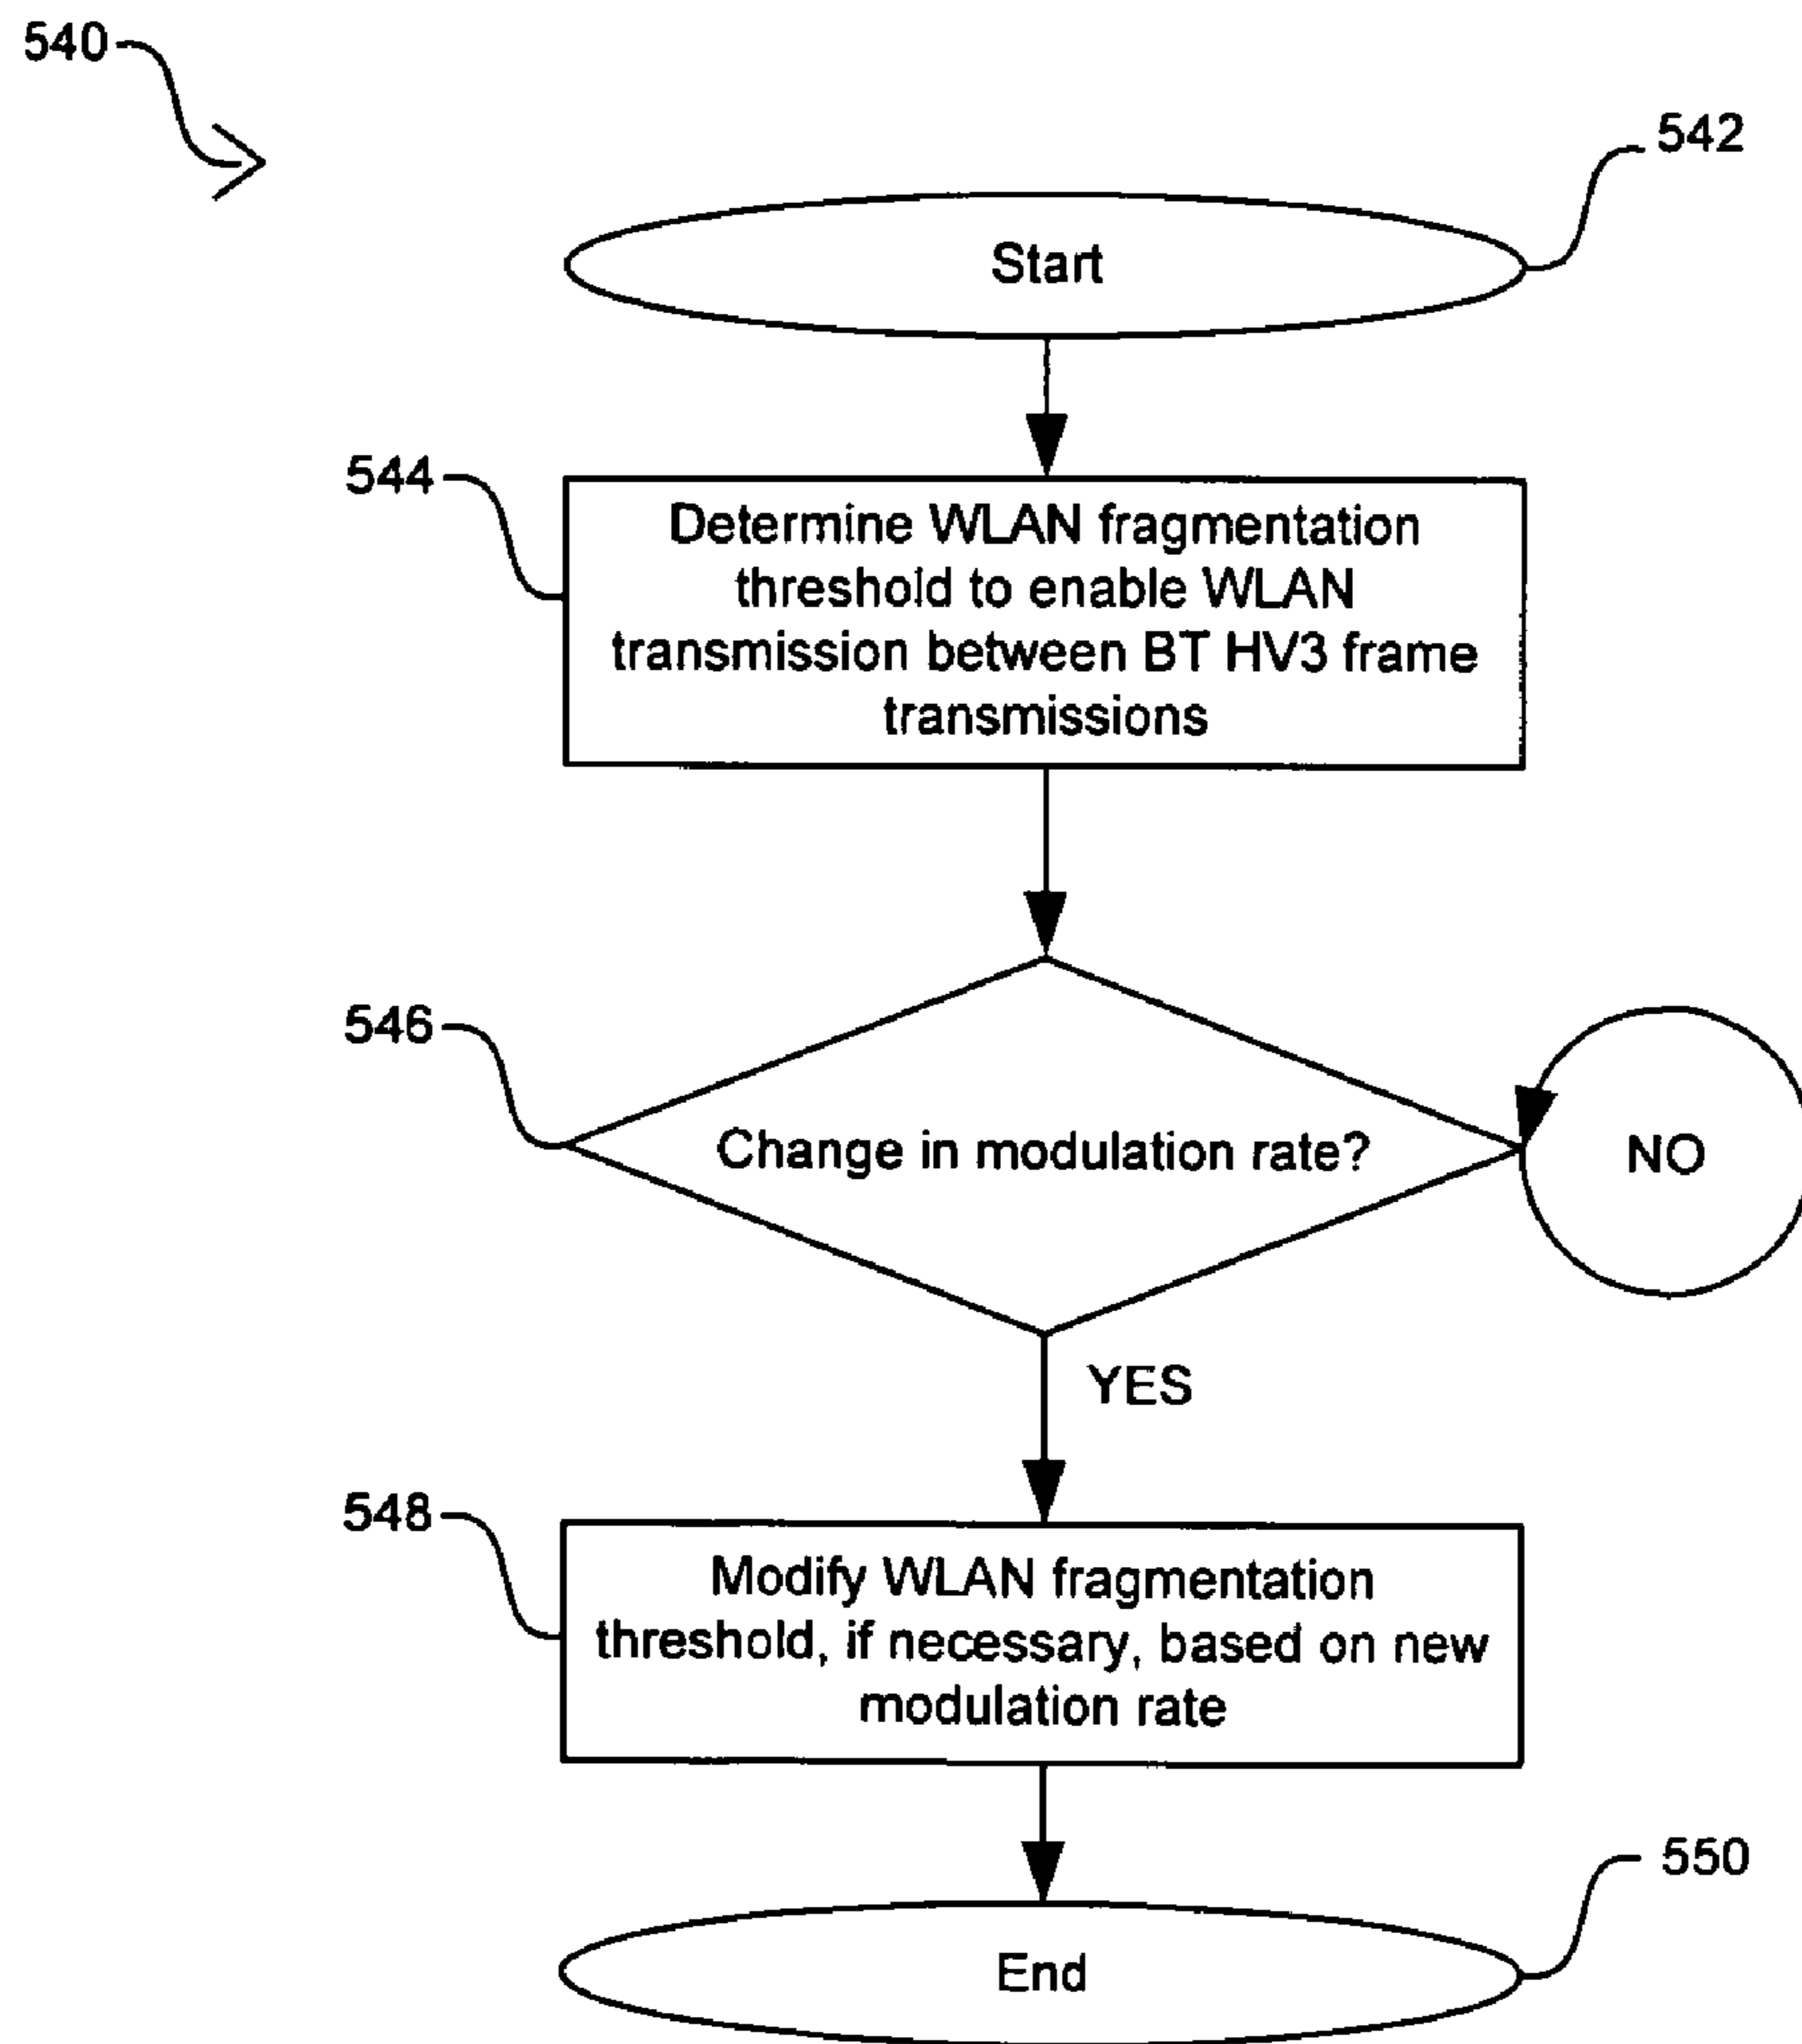 540
542
Start
544
Determine WLAN fragmentation
threshold to enable WLAN
transmission between BT HV3 frame
transmissions
546
Change in modulation rate?
NO
YES
548
Modify WLAN fragmentation
threshold, if necessary, based on new
modulation rate
550
End